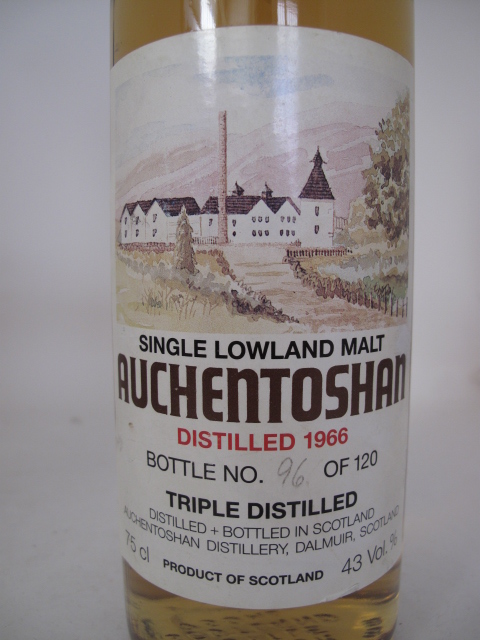 SINGLE LOWLAND MALT
AUCHENTOSHAN
DISTILLED 1966
BOTTLE NO. 96. OF 120
TRIPLE DISTILLED
DISTILLED + BOTTLED IN SCOTLAND
AUCHENTOSHAN DISTILLERY, DALMUIR, SCOTLAND
75 cl PRODUCT OF SCOTLAND 43 Vol. %